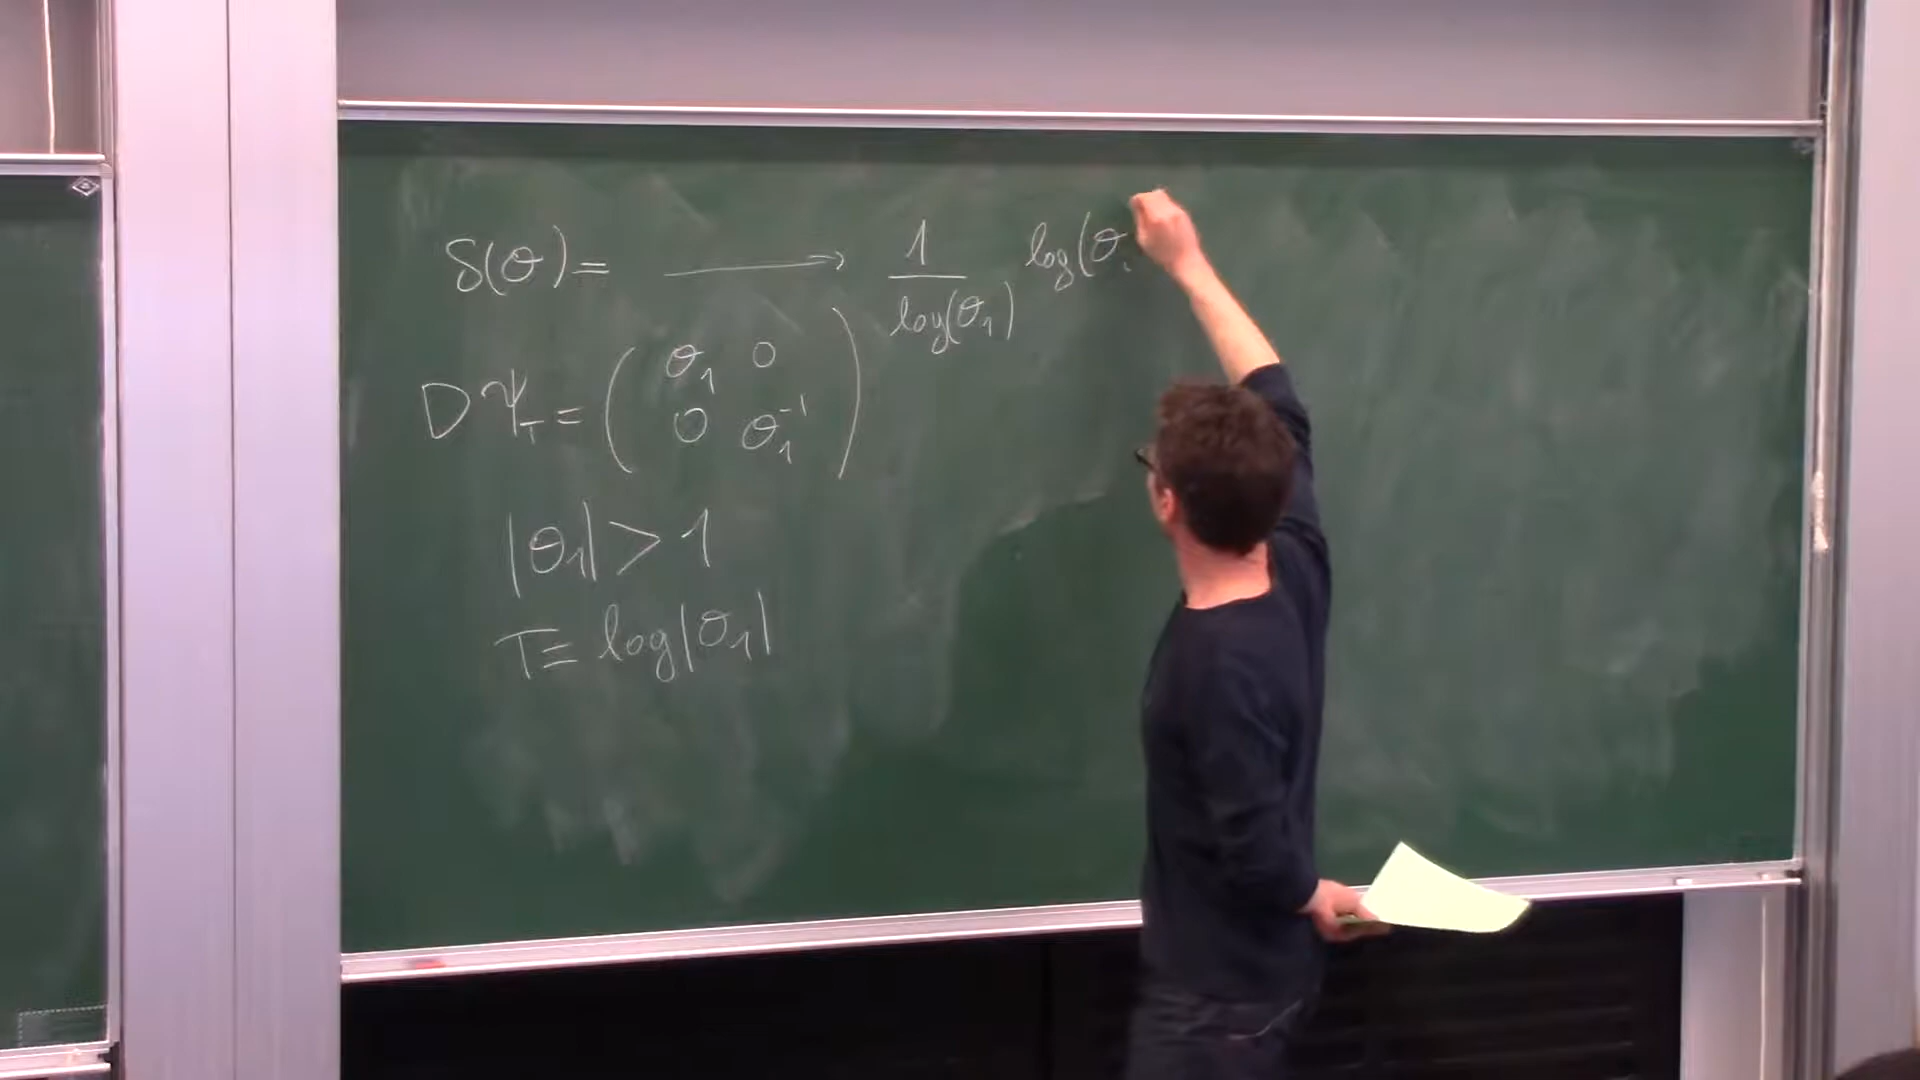 δ(θ) = ⟶ 1/log(θ₁) log(θ
Dψ_T = ( θ₁ 0
0 θ₁⁻¹ )
|θ₁| > 1
T ≡ log|θ₁|